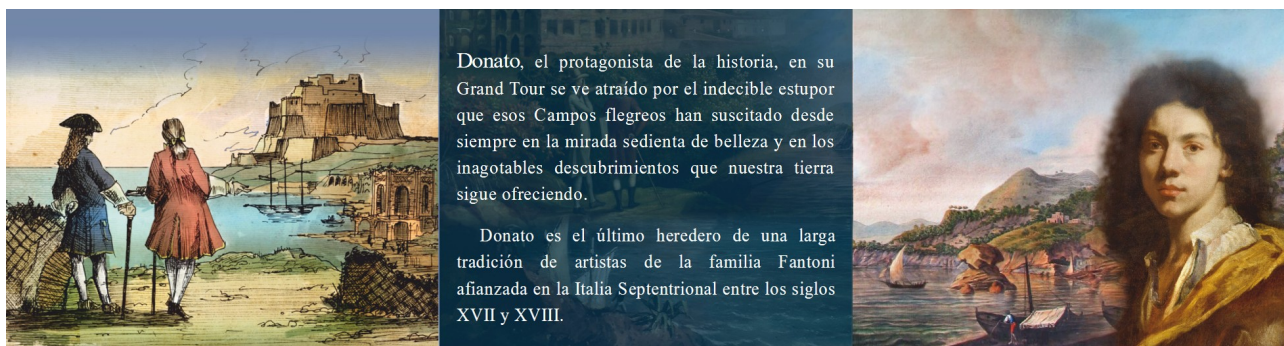 Donato, el protagonista de la historia, en su
Grand Tour se ve atraído por el indecible estupor
que esos Campos flegreos han suscitado desde
siempre en la mirada sedienta de belleza y en los
inagotables descubrimientos que nuestra tierra
sigue ofreciendo.
Donato es el último heredero de una larga
tradición de artistas de la familia Fantoni
afianzada en la Italia Septentrional entre los siglos
XVII y XVIII.